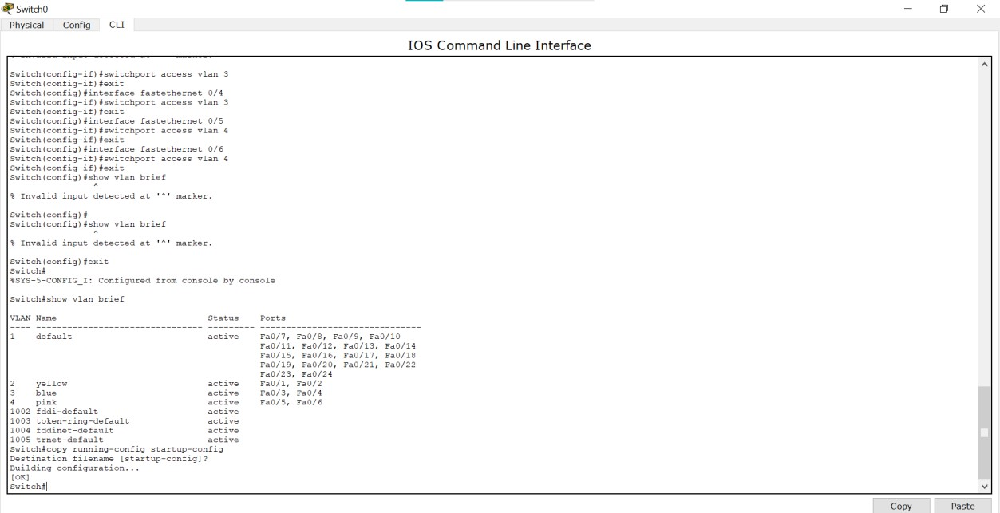 Switch0
Physical Config CLI
IOS Command Line Interface
Switch(config-if)#switchport access vlan 3
Switch(config-if)#exit
Switch(config)#interface fastethernet 0/4
Switch(config-if)#switchport access vlan 3
Switch(config-if)#exit
Switch(config)#interface fastethernet 0/5
Switch(config-if)#switchport access vlan 4
Switch(config-if)#exit
Switch(config)#interface fastethernet 0/6
Switch(config-if)#switchport access vlan 4
Switch(config-if)#exit
Switch(config)#show vlan brief
^
% Invalid input detected at '^' marker.
Switch(config)#
Switch(config)#show vlan brief
^
% Invalid input detected at '^' marker.
Switch(config)#exit
Switch#
%SYS-5-CONFIG_I: Configured from console by console
Switch#show vlan brief
VLAN Name Status Ports
---- -------------------------------- --------- -------------------------------
1 default active Fa0/7, Fa0/8, Fa0/9, Fa0/10
Fa0/11, Fa0/12, Fa0/13, Fa0/14
Fa0/15, Fa0/16, Fa0/17, Fa0/18
Fa0/19, Fa0/20, Fa0/21, Fa0/22
Fa0/23, Fa0/24
2 yellow active Fa0/1, Fa0/2
3 blue active Fa0/3, Fa0/4
4 pink active Fa0/5, Fa0/6
1002 fddi-default active
1003 token-ring-default active
1004 fddinet-default active
1005 trnet-default active
Switch#copy running-config startup-config
Destination filename [startup-config]?
Building configuration...
[OK]
Switch#
Copy Paste